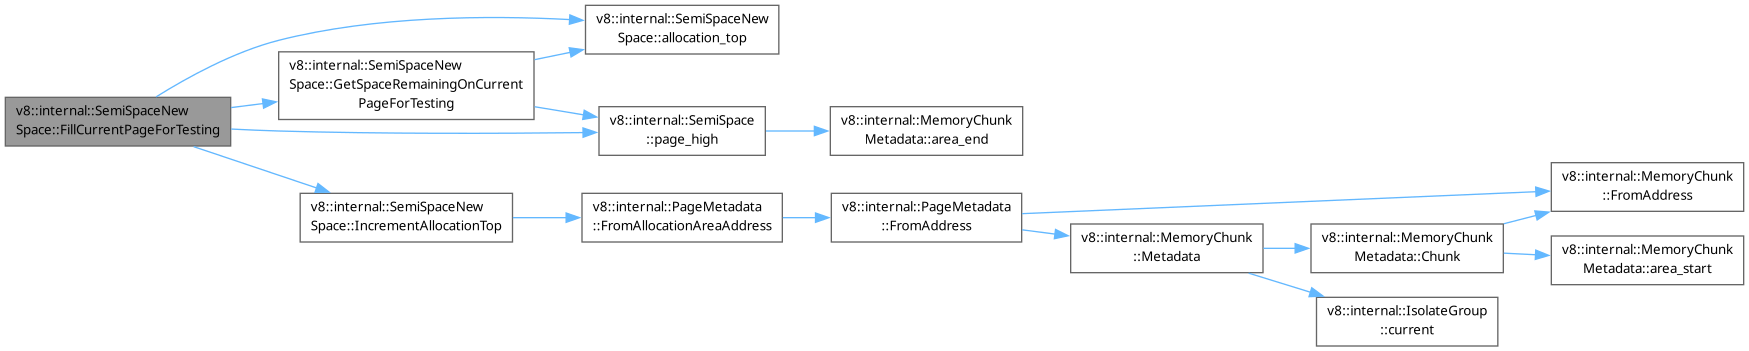 v8::internal::SemiSpaceNew
Space::FillCurrentPageForTesting
v8::internal::SemiSpaceNew
Space::allocation_top
v8::internal::SemiSpaceNew
Space::GetSpaceRemainingOnCurrent
PageForTesting
v8::internal::SemiSpace
::page_high
v8::internal::MemoryChunk
Metadata::area_end
v8::internal::SemiSpaceNew
Space::IncrementAllocationTop
v8::internal::PageMetadata
::FromAllocationAreaAddress
v8::internal::PageMetadata
::FromAddress
v8::internal::MemoryChunk
::FromAddress
v8::internal::MemoryChunk
::Metadata
v8::internal::MemoryChunk
Metadata::Chunk
v8::internal::MemoryChunk
Metadata::area_start
v8::internal::IsolateGroup
::current